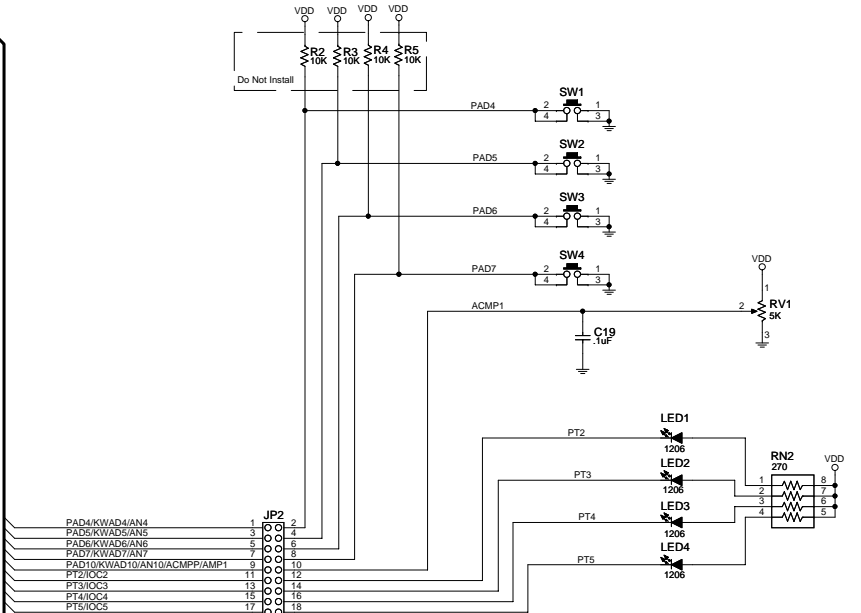 VDD VDD VDD VDD
R2 R3 R4 R5
10K 10K 10K 10K
Do Not Install
SW1
PAD4 2 1
4 3
SW2
PAD5 2 1
4 3
SW3
PAD6 2 1
4 3
SW4
PAD7 2 1
4 3
VDD
1
ACMP1 2 RV1
5K
3
C19
.1uF
LED1
PT2
1206
LED2
PT3
1206
LED3
PT4
1206
LED4
PT5
1206
RN2
270
VDD
1 8
2 7
3 6
4 5
JP2
PAD4/KWAD4/AN4 1 2
PAD5/KWAD5/AN5 3 4
PAD6/KWAD6/AN6 5 6
PAD7/KWAD7/AN7 7 8
PAD10/KWAD10/AN10/ACMPP/AMP1 9 10
PT2/IOC2 11 12
PT3/IOC3 13 14
PT4/IOC4 15 16
PT5/IOC5 17 18